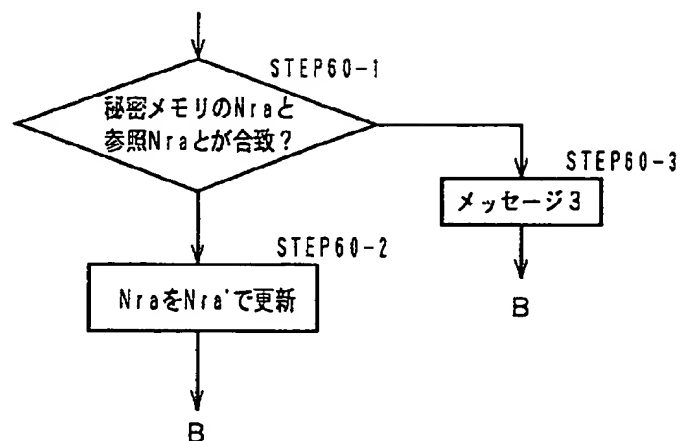 STEP60-1
秘密メモリのNraと
参照Nraとが合致?
STEP60-3
メッセージ3
STEP60-2
NraをNra'で更新
B
B